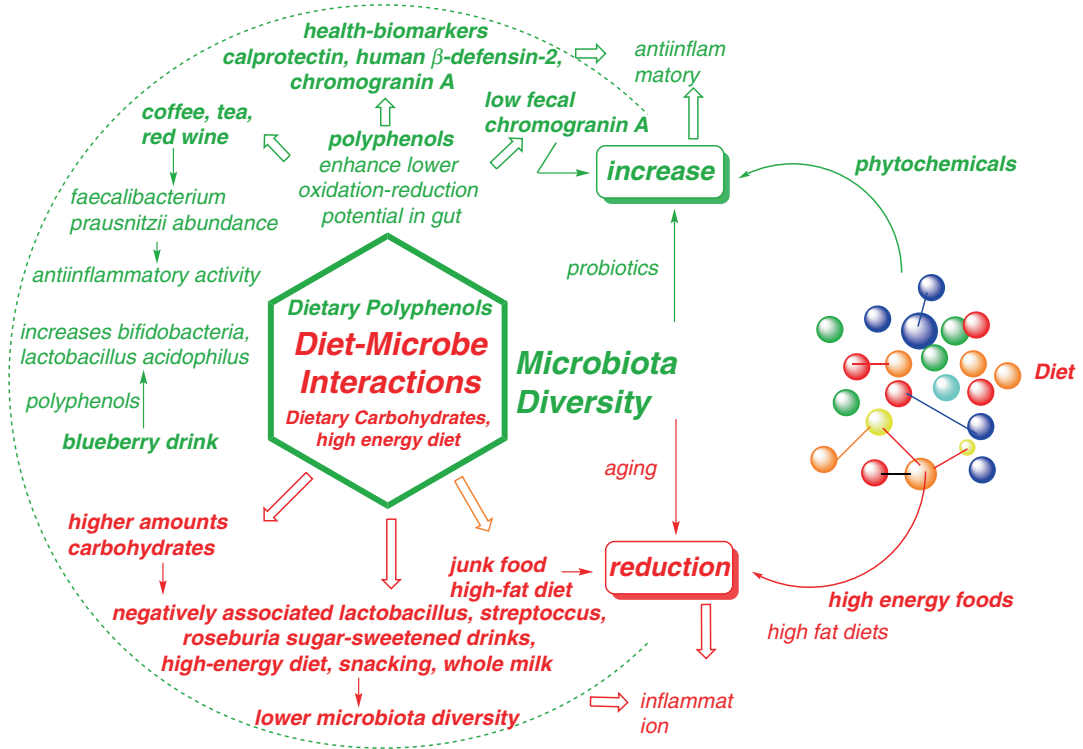 health-biomarkers
calprotectin, human β-defensin-2,
chromogranin A
antiinflam
matory
low fecal
chromogranin A
coffee, tea,
red wine
polyphenols
enhance lower
oxidation-reduction
potential in gut
increase
phytochemicals
faecalibacterium
prausnitzii abundance
antiinflammatory activity
probiotics
Dietary Polyphenols
Diet-Microbe
Interactions
Dietary Carbohydrates,
high energy diet
Microbiota
Diversity
increases bifidobacteria,
lactobacillus acidophilus
polyphenols
blueberry drink
Diet
aging
higher amounts
carbohydrates
junk food
high-fat diet
reduction
high energy foods
high fat diets
negatively associated lactobacillus, streptoccus,
roseburia sugar-sweetened drinks,
high-energy diet, snacking, whole milk
lower microbiota diversity
inflammat
ion